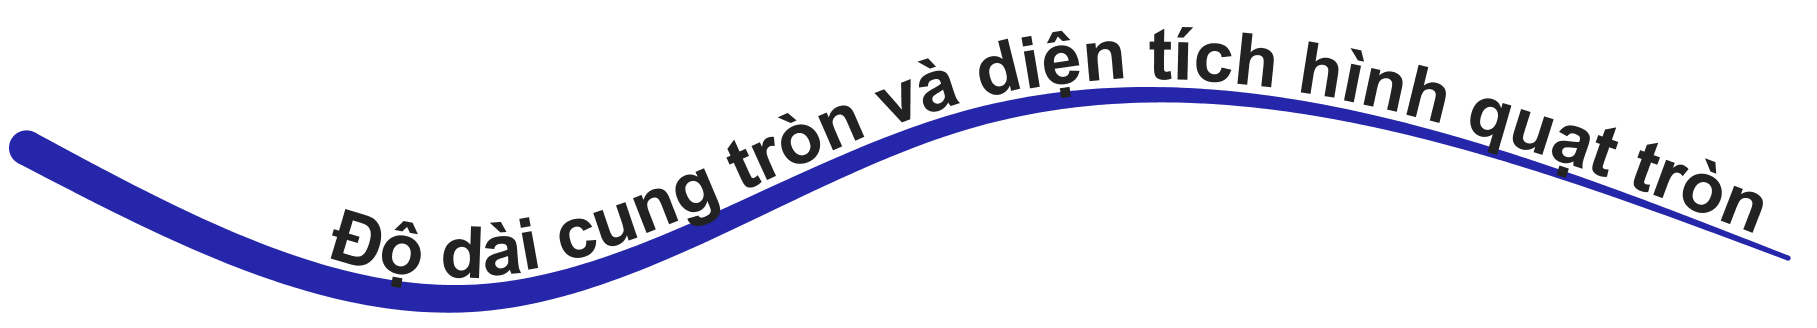 Độ dài cung tròn và diện tích hình quạt tròn